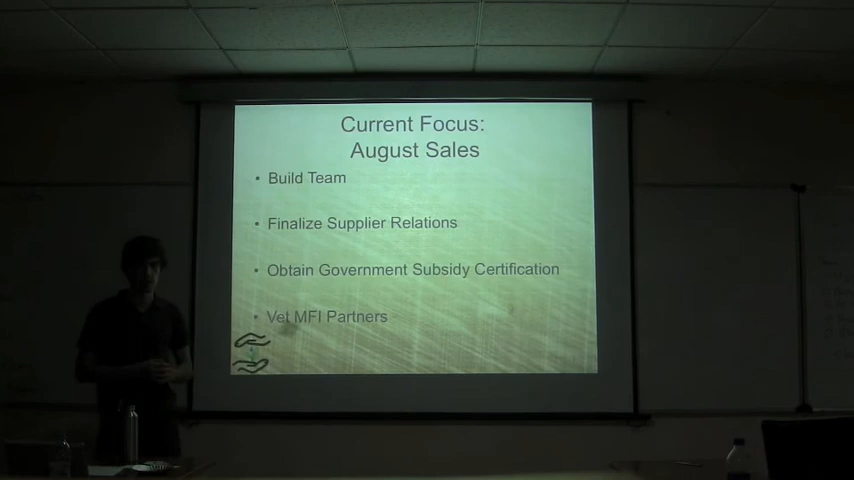 Current Focus:
August Sales
• Build Team
• Finalize Supplier Relations
• Obtain Government Subsidy Certification
• Vet MFI Partners